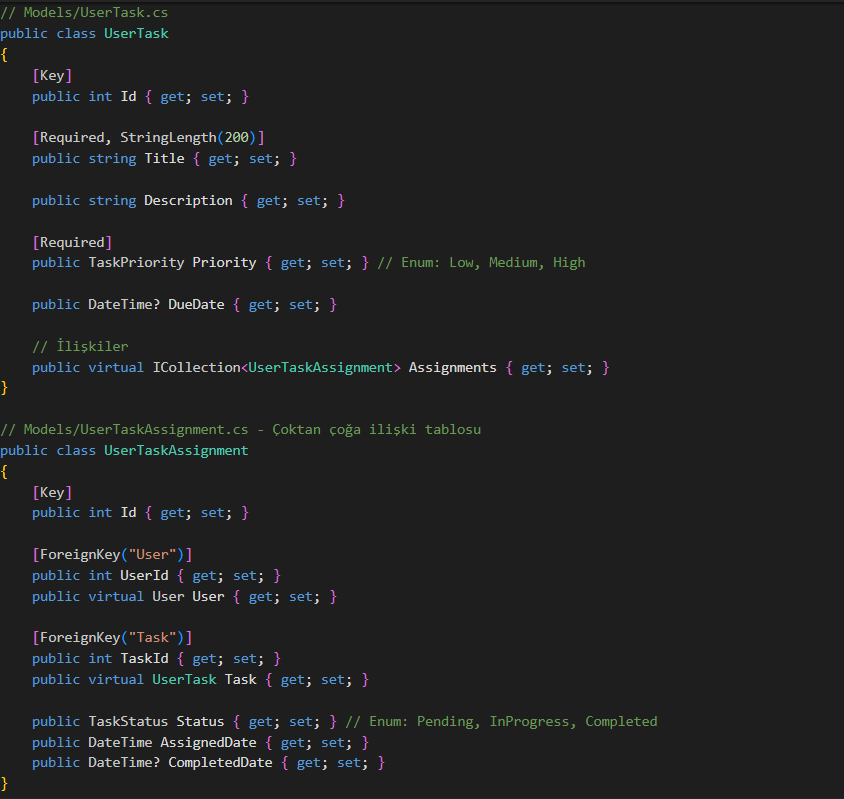 // Models/UserTask.cs
public class UserTask
{
    [Key]
    public int Id { get; set; }

    [Required, StringLength(200)]
    public string Title { get; set; }

    public string Description { get; set; }

    [Required]
    public TaskPriority Priority { get; set; } // Enum: Low, Medium, High

    public DateTime? DueDate { get; set; }

    // İlişkiler
    public virtual ICollection<UserTaskAssignment> Assignments { get; set; }
}

// Models/UserTaskAssignment.cs - Çoktan çoğa ilişki tablosu
public class UserTaskAssignment
{
    [Key]
    public int Id { get; set; }

    [ForeignKey("User")]
    public int UserId { get; set; }
    public virtual User User { get; set; }

    [ForeignKey("Task")]
    public int TaskId { get; set; }
    public virtual UserTask Task { get; set; }

    public TaskStatus Status { get; set; } // Enum: Pending, InProgress, Completed
    public DateTime AssignedDate { get; set; }
    public DateTime? CompletedDate { get; set; }
}